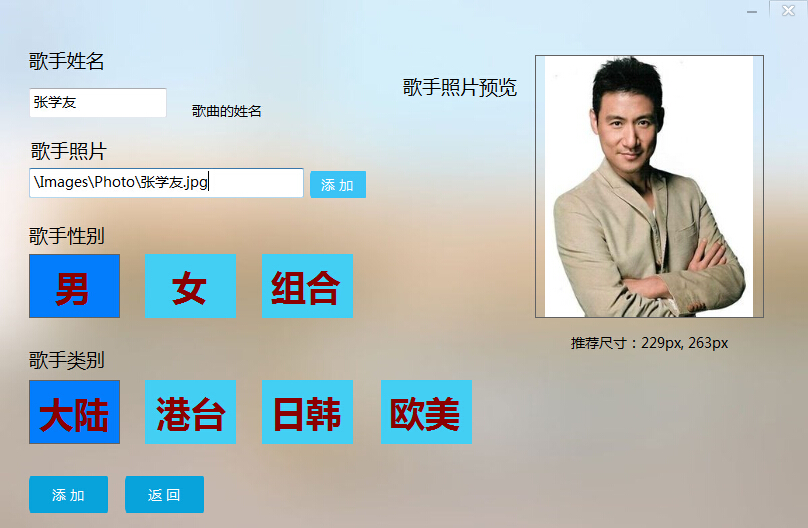 歌手姓名
张学友
歌曲的姓名
歌手照片预览
歌手照片
\Images\Photo\张学友.jpg
添 加
歌手性别
男
女
组合
推荐尺寸：229px, 263px
歌手类别
大陆
港台
日韩
欧美
添 加
返 回